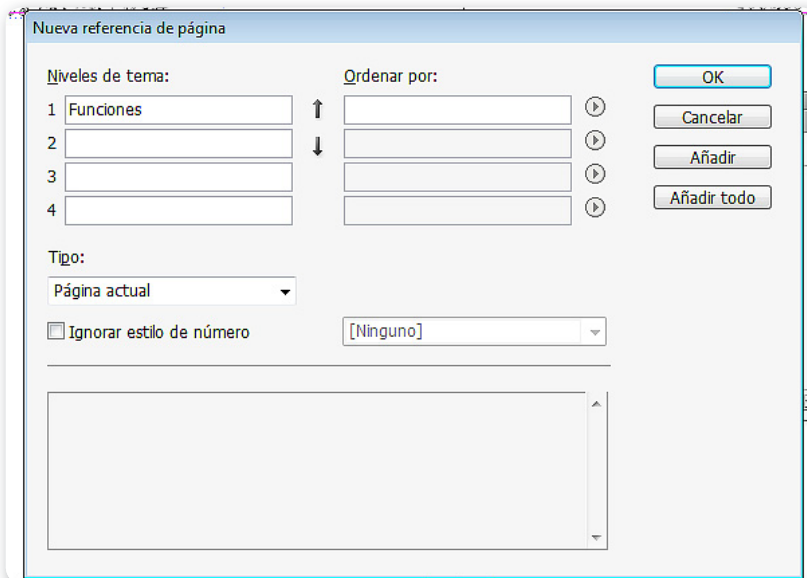 Nueva referencia de página
Niveles de tema:
Ordenar por:
OK
1 Funciones
Cancelar
2
Añadir
3
Añadir todo
4
Tipo:
Página actual
Ignorar estilo de número
[Ninguno]